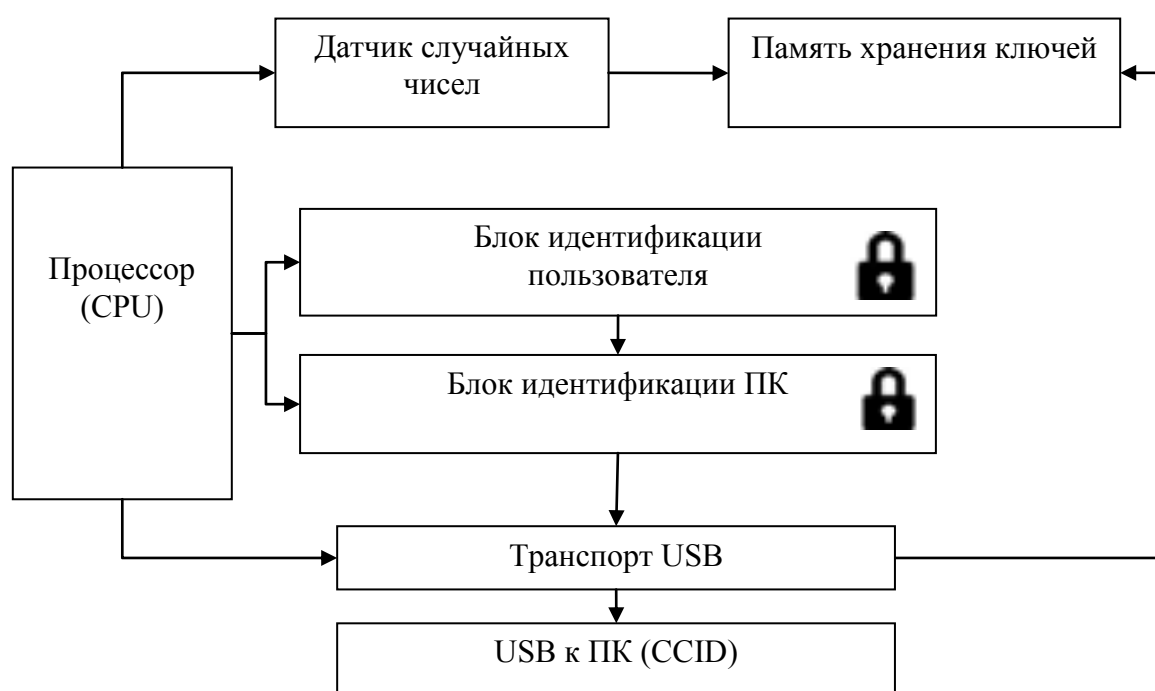 Датчик случайных
чисел
Память хранения ключей
Процессор
(CPU)
Блок идентификации
пользователя
Блок идентификации ПК
Транспорт USB
USB к ПК (CCID)